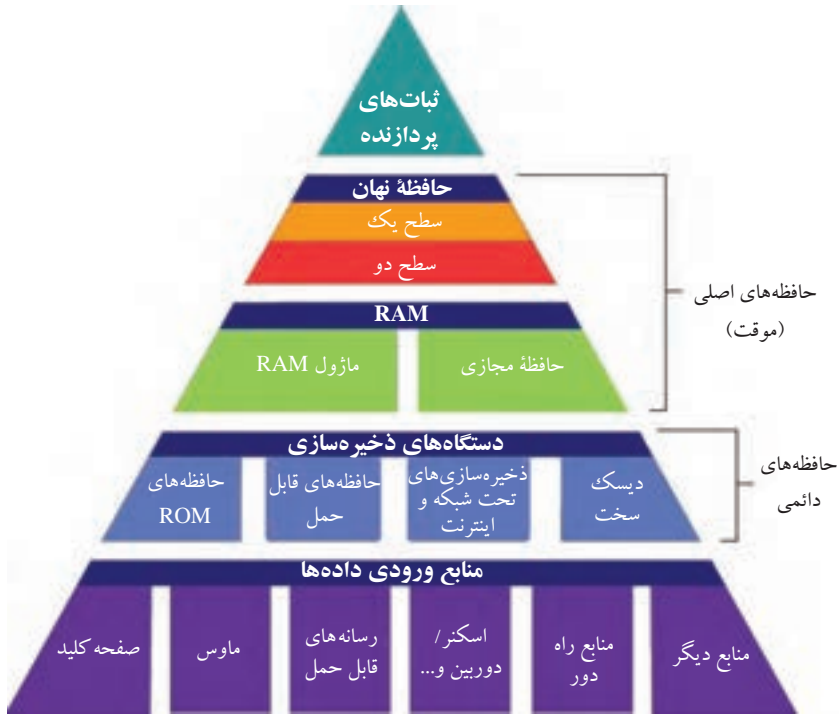 ثبات‌های
پردازنده
حافظهٔ نهان
سطح یک
سطح دو
حافظه‌های اصلی
(موقت)
RAM
حافظهٔ مجازی
ماژول RAM
دستگاه‌های ذخیره‌سازی
حافظه‌های
دائمی
دیسک
سخت
ذخیره‌سازی‌های
تحت شبکه و
اینترنت
حافظه‌های قابل
حمل
حافظه‌های
ROM
منابع ورودی داده‌ها
منابع دیگر
منابع راه
دور
اسکنر/
دوربین و...
رسانه‌های
قابل حمل
ماوس
صفحه کلید